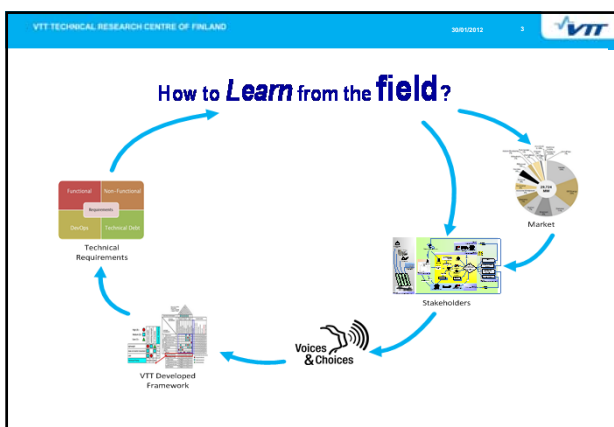 VTT TECHNICAL RESEARCH CENTRE OF FINLAND
30/01/2012
3
VTT
How to Learn from the field?
Functional
Non-Functional
Requirements
DevOps
Technical Debt
Technical
Requirements
Market
Stakeholders
Voices
& Choices
VTT Developed
Framework